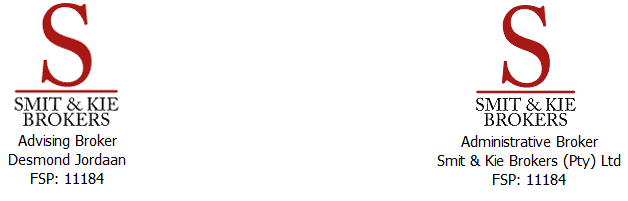 S
SMIT & KIE
BROKERS
Advising Broker
Desmond Jordaan
FSP: 11184
S
SMIT & KIE
BROKERS
Administrative Broker
Smit & Kie Brokers (Pty) Ltd
FSP: 11184